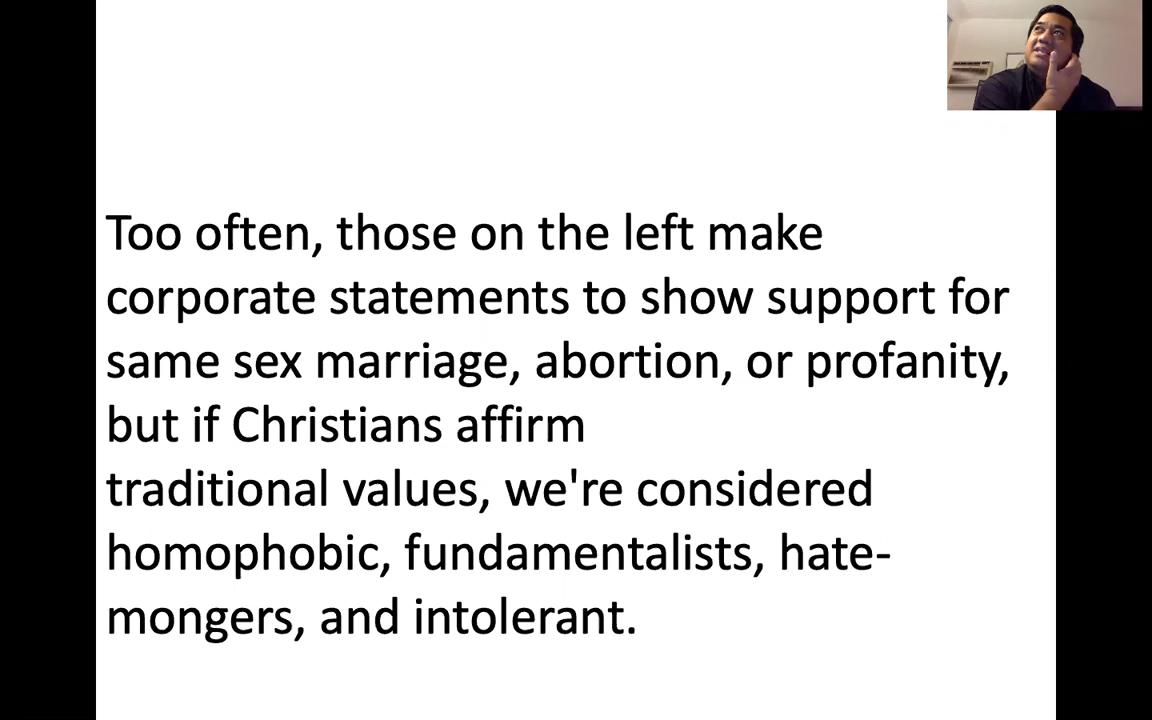 Too often, those on the left make
corporate statements to show support for
same sex marriage, abortion, or profanity,
but if Christians affirm
traditional values, we're considered
homophobic, fundamentalists, hate-
mongers, and intolerant.